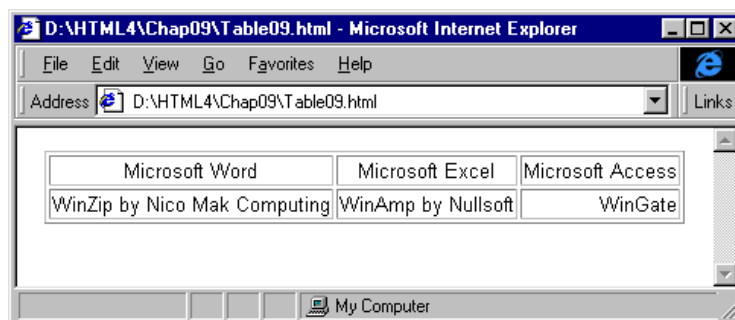 D:\HTML4\Chap09\Table09.html - Microsoft Internet Explorer
File Edit View Go Favorites Help
Address D:\HTML4\Chap09\Table09.html Links
Microsoft Word Microsoft Excel Microsoft Access
WinZip by Nico Mak Computing WinAmp by Nullsoft WinGate
My Computer